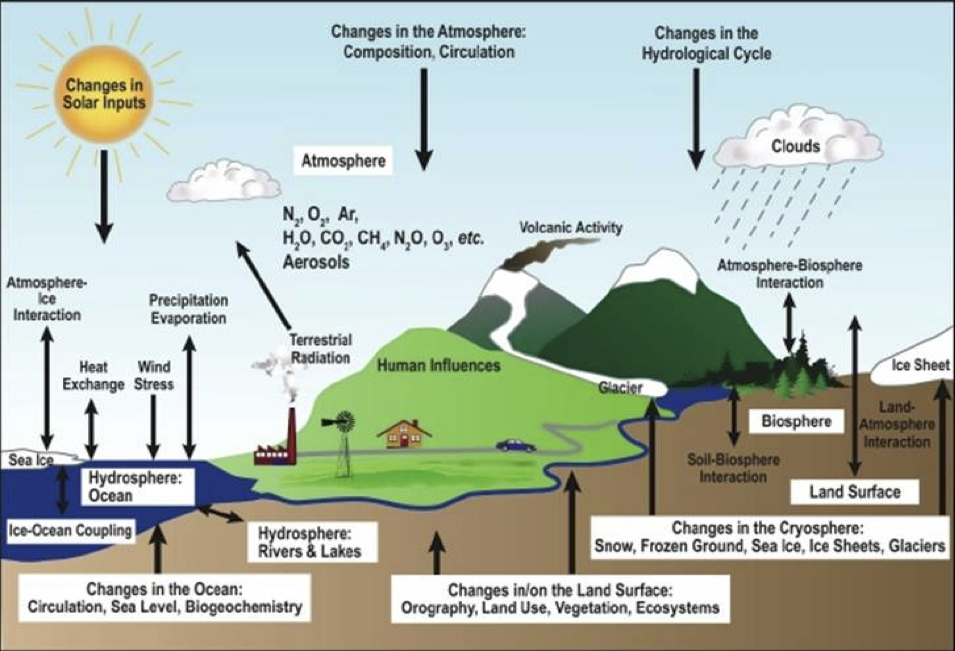 Changes in the Atmosphere:
Composition, Circulation
Changes in the
Hydrological Cycle
Changes in
Solar Inputs
Clouds
Atmosphere
N₂, O₂, Ar,
H₂O, CO₂, CH₄, N₂O, O₃, etc.
Aerosols
Volcanic Activity
Atmosphere-Biosphere
Interaction
Atmosphere-
Ice
Interaction
Precipitation
Evaporation
Terrestrial
Radiation
Heat
Exchange
Wind
Stress
Human Influences
Ice Sheet
Glacier
Biosphere
Land-
Atmosphere
Interaction
Sea Ice
Soil-Biosphere
Interaction
Hydrosphere:
Ocean
Land Surface
Ice-Ocean Coupling
Hydrosphere:
Rivers & Lakes
Changes in the Cryosphere:
Snow, Frozen Ground, Sea Ice, Ice Sheets, Glaciers
Changes in the Ocean:
Circulation, Sea Level, Biogeochemistry
Changes in/on the Land Surface:
Orography, Land Use, Vegetation, Ecosystems